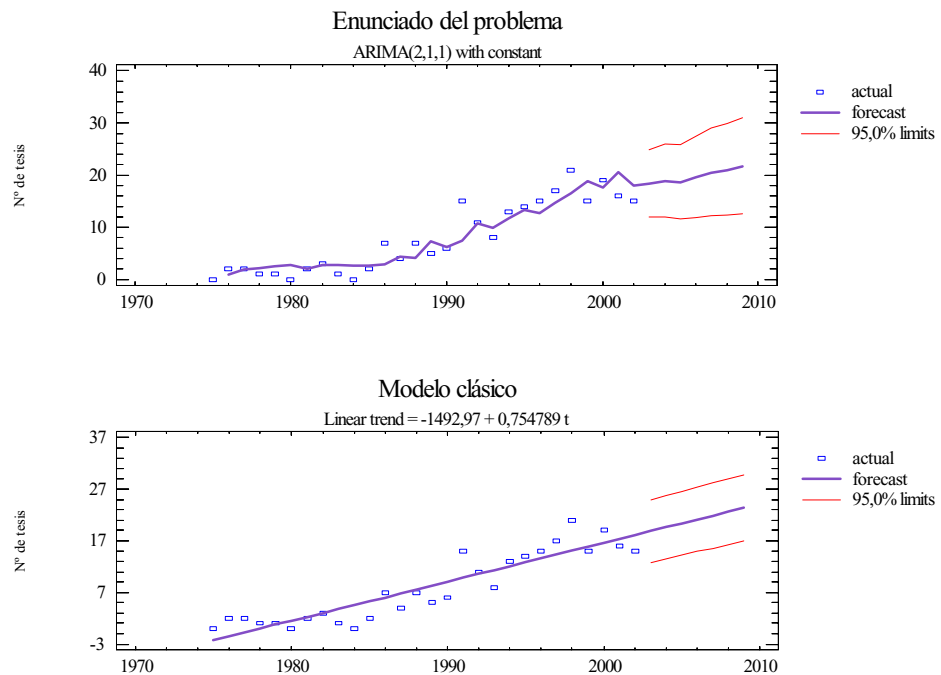 Enunciado del problema
ARIMA(2,1,1) with constant
Nº de tesis
40
30
20
10
0
1970 1980 1990 2000 2010
actual
forecast
95,0% limits
Modelo clásico
Linear trend = -1492,97 + 0,754789 t
Nº de tesis
37
27
17
7
-3
1970 1980 1990 2000 2010
actual
forecast
95,0% limits